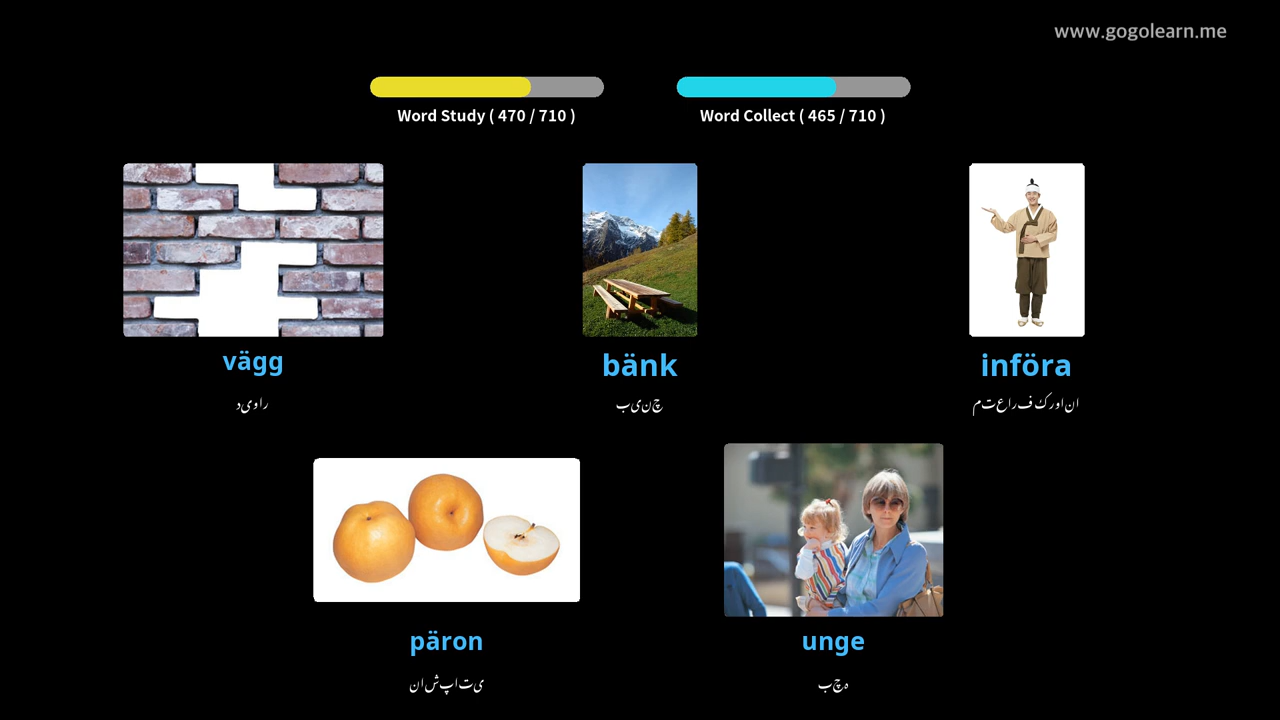 www.gogolearn.me
Word Study ( 470 / 710 )
Word Collect ( 465 / 710 )
vägg
دیوار
bänk
بینچ
införa
متعارف کروانا
päron
ناشپاتی
unge
بچہ